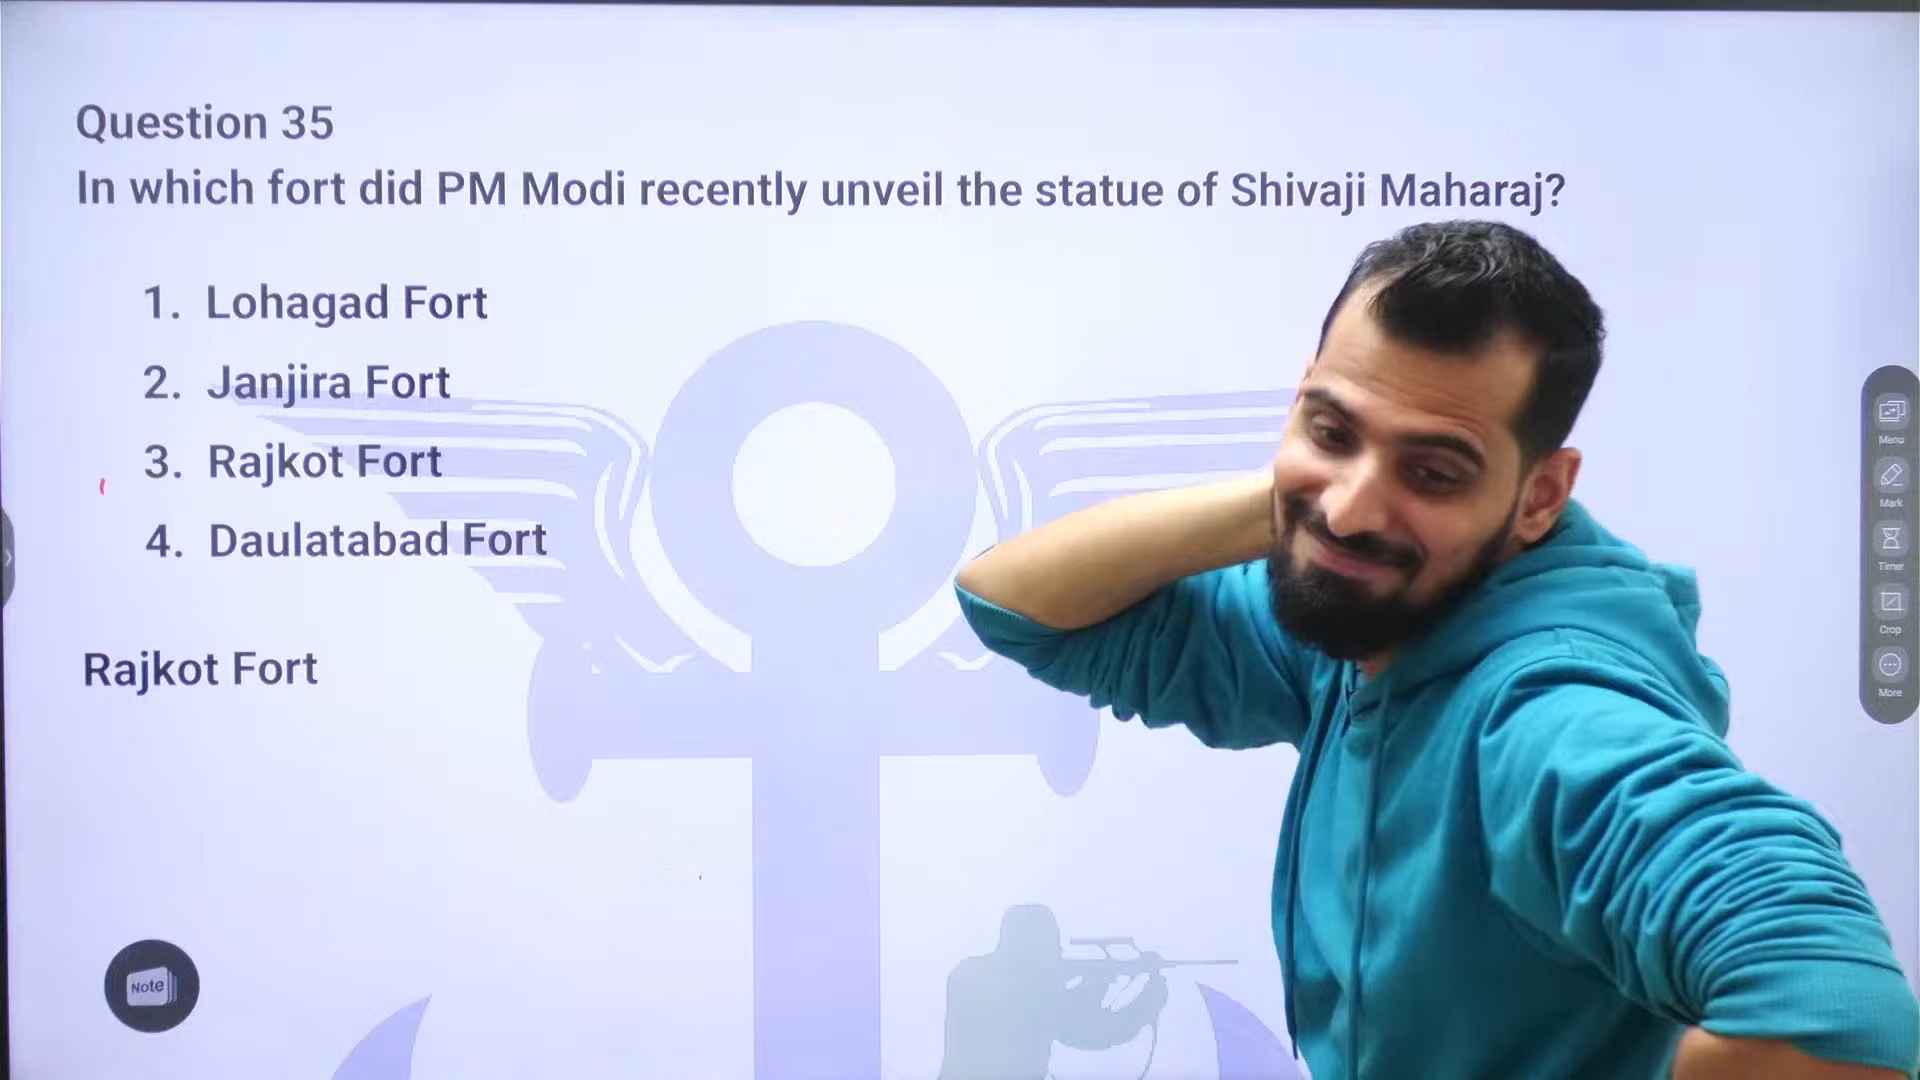 Question 35
In which fort did PM Modi recently unveil the statue of Shivaji Maharaj?
1. Lohagad Fort
2. Janjira Fort
3. Rajkot Fort
4. Daulatabad Fort
Rajkot Fort
Menu
Mark
Timer
Crop
More
Note